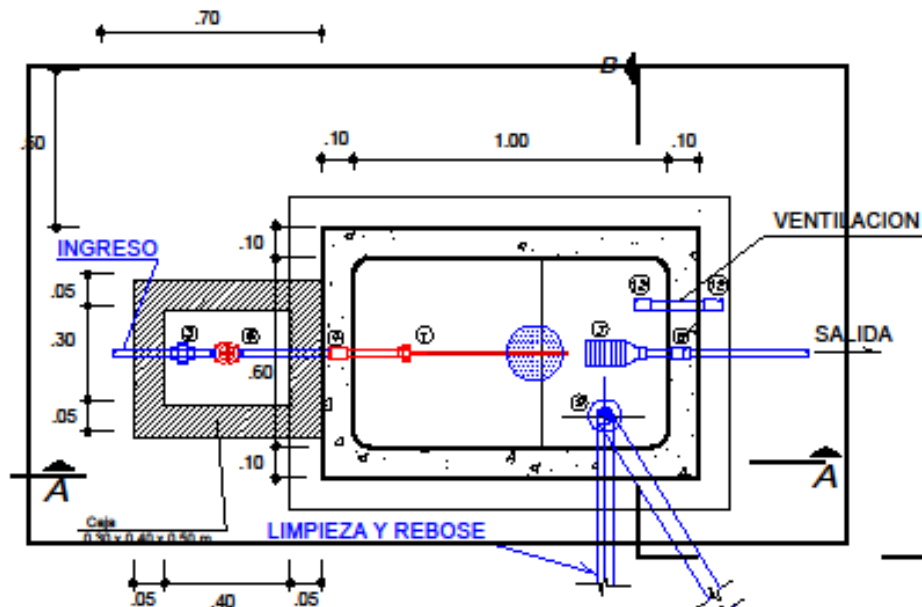 .70
B
.10
1.00
.10
.50
VENTILACION
.10
INGRESO
.05
.30
.60
SALIDA
.05
.10
A
A
Caja
0.30 x 0.40 x 0.50 m
LIMPIEZA Y REBOSE
.05
.40
.05